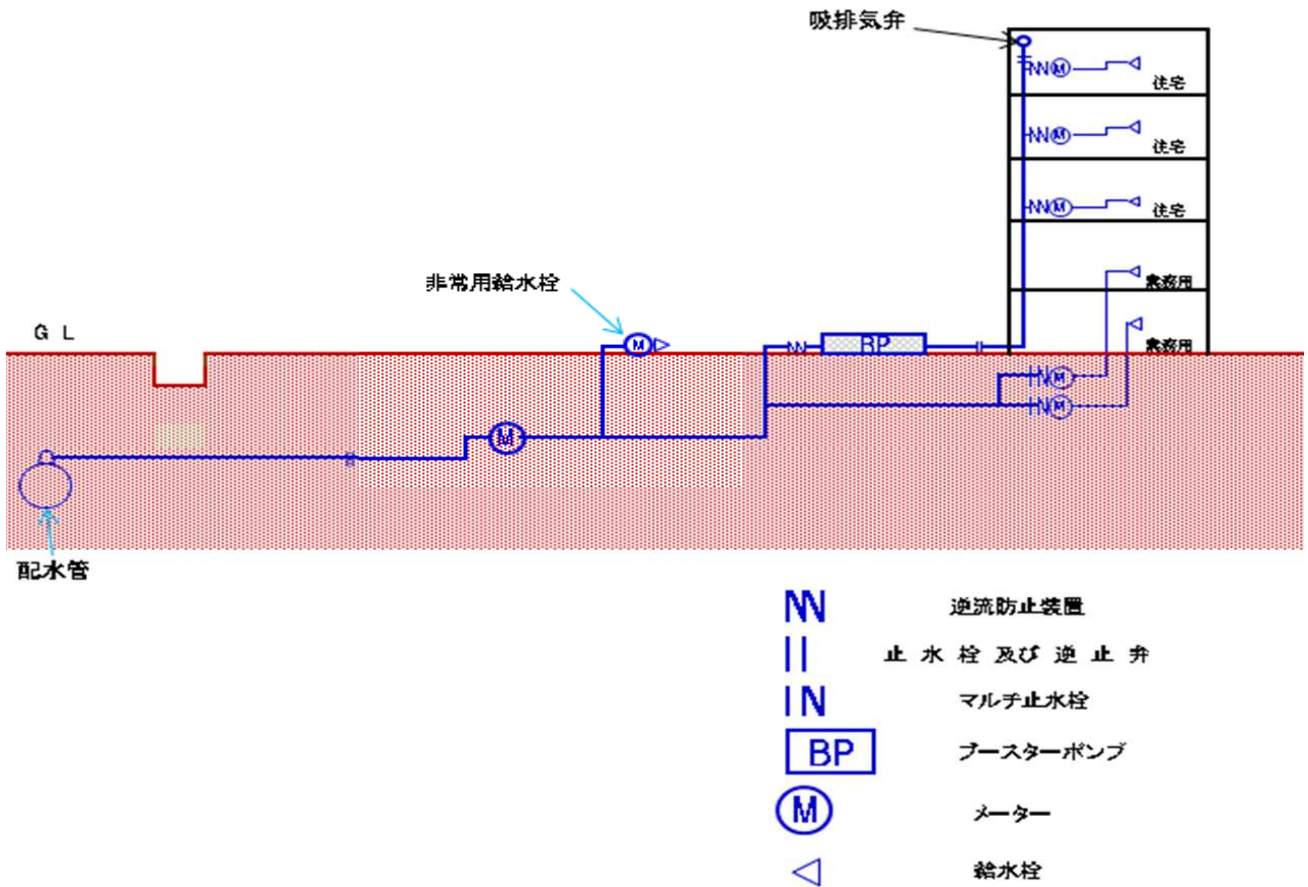 吸排気弁
M
住宅
M
住宅
M
住宅
非常用給水栓
業務用
G L
M
BP
業務用
M
M
M
配水管
逆流防止装置
止 水 栓 及び 逆 止 弁
マルチ止水栓
BP
ブースターポンプ
M
メーター
給水栓